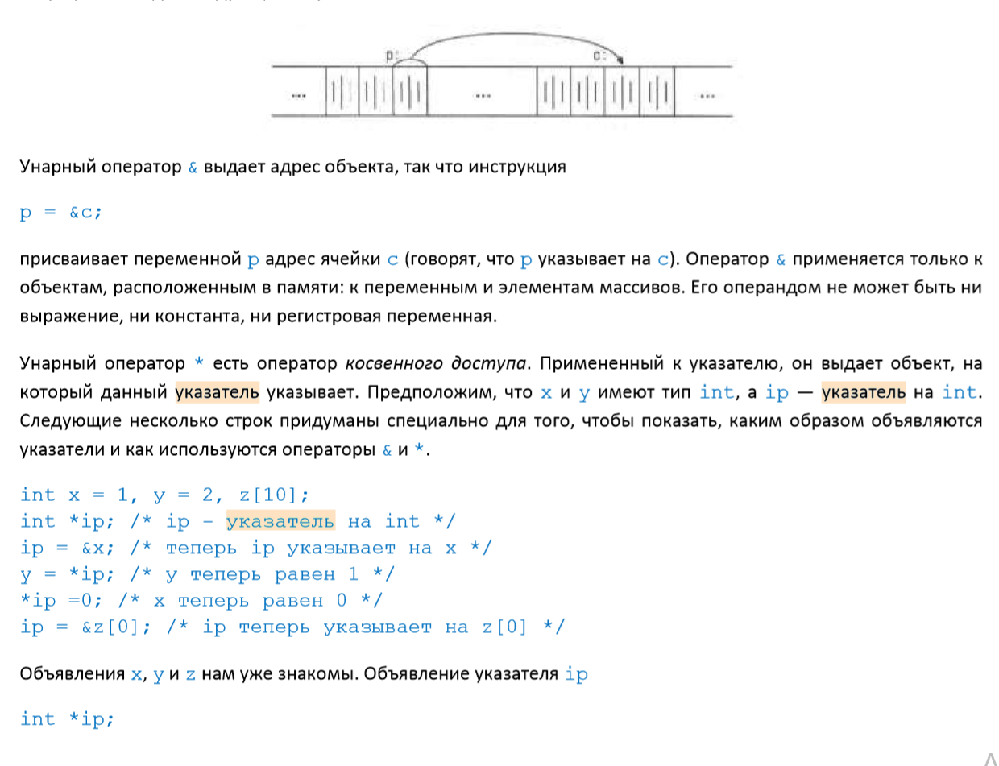 p:
c:
...
...
...
Унарный оператор & выдает адрес объекта, так что инструкция
p = &c;
присваивает переменной p адрес ячейки c (говорят, что p указывает на c). Оператор & применяется только к
объектам, расположенным в памяти: к переменным и элементам массивов. Его операндом не может быть ни
выражение, ни константа, ни регистровая переменная.
Унарный оператор * есть оператор косвенного доступа. Примененный к указателю, он выдает объект, на
который данный указатель указывает. Предположим, что x и y имеют тип int, а ip — указатель на int.
Следующие несколько строк придуманы специально для того, чтобы показать, каким образом объявляются
указатели и как используются операторы & и *.
int x = 1, y = 2, z[10];
int *ip; /* ip - указатель на int */
ip = &x; /* теперь ip указывает на x */
y = *ip; /* y теперь равен 1 */
*ip =0; /* x теперь равен 0 */
ip = &z[0]; /* ip теперь указывает на z[0] */
Объявления x, y и z нам уже знакомы. Объявление указателя ip
int *ip;